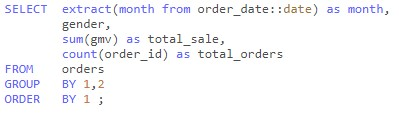 SELECT extract(month from order_date::date) as month,
gender,
sum(gmv) as total_sale,
count(order_id) as total_orders
FROM orders
GROUP BY 1,2
ORDER BY 1 ;